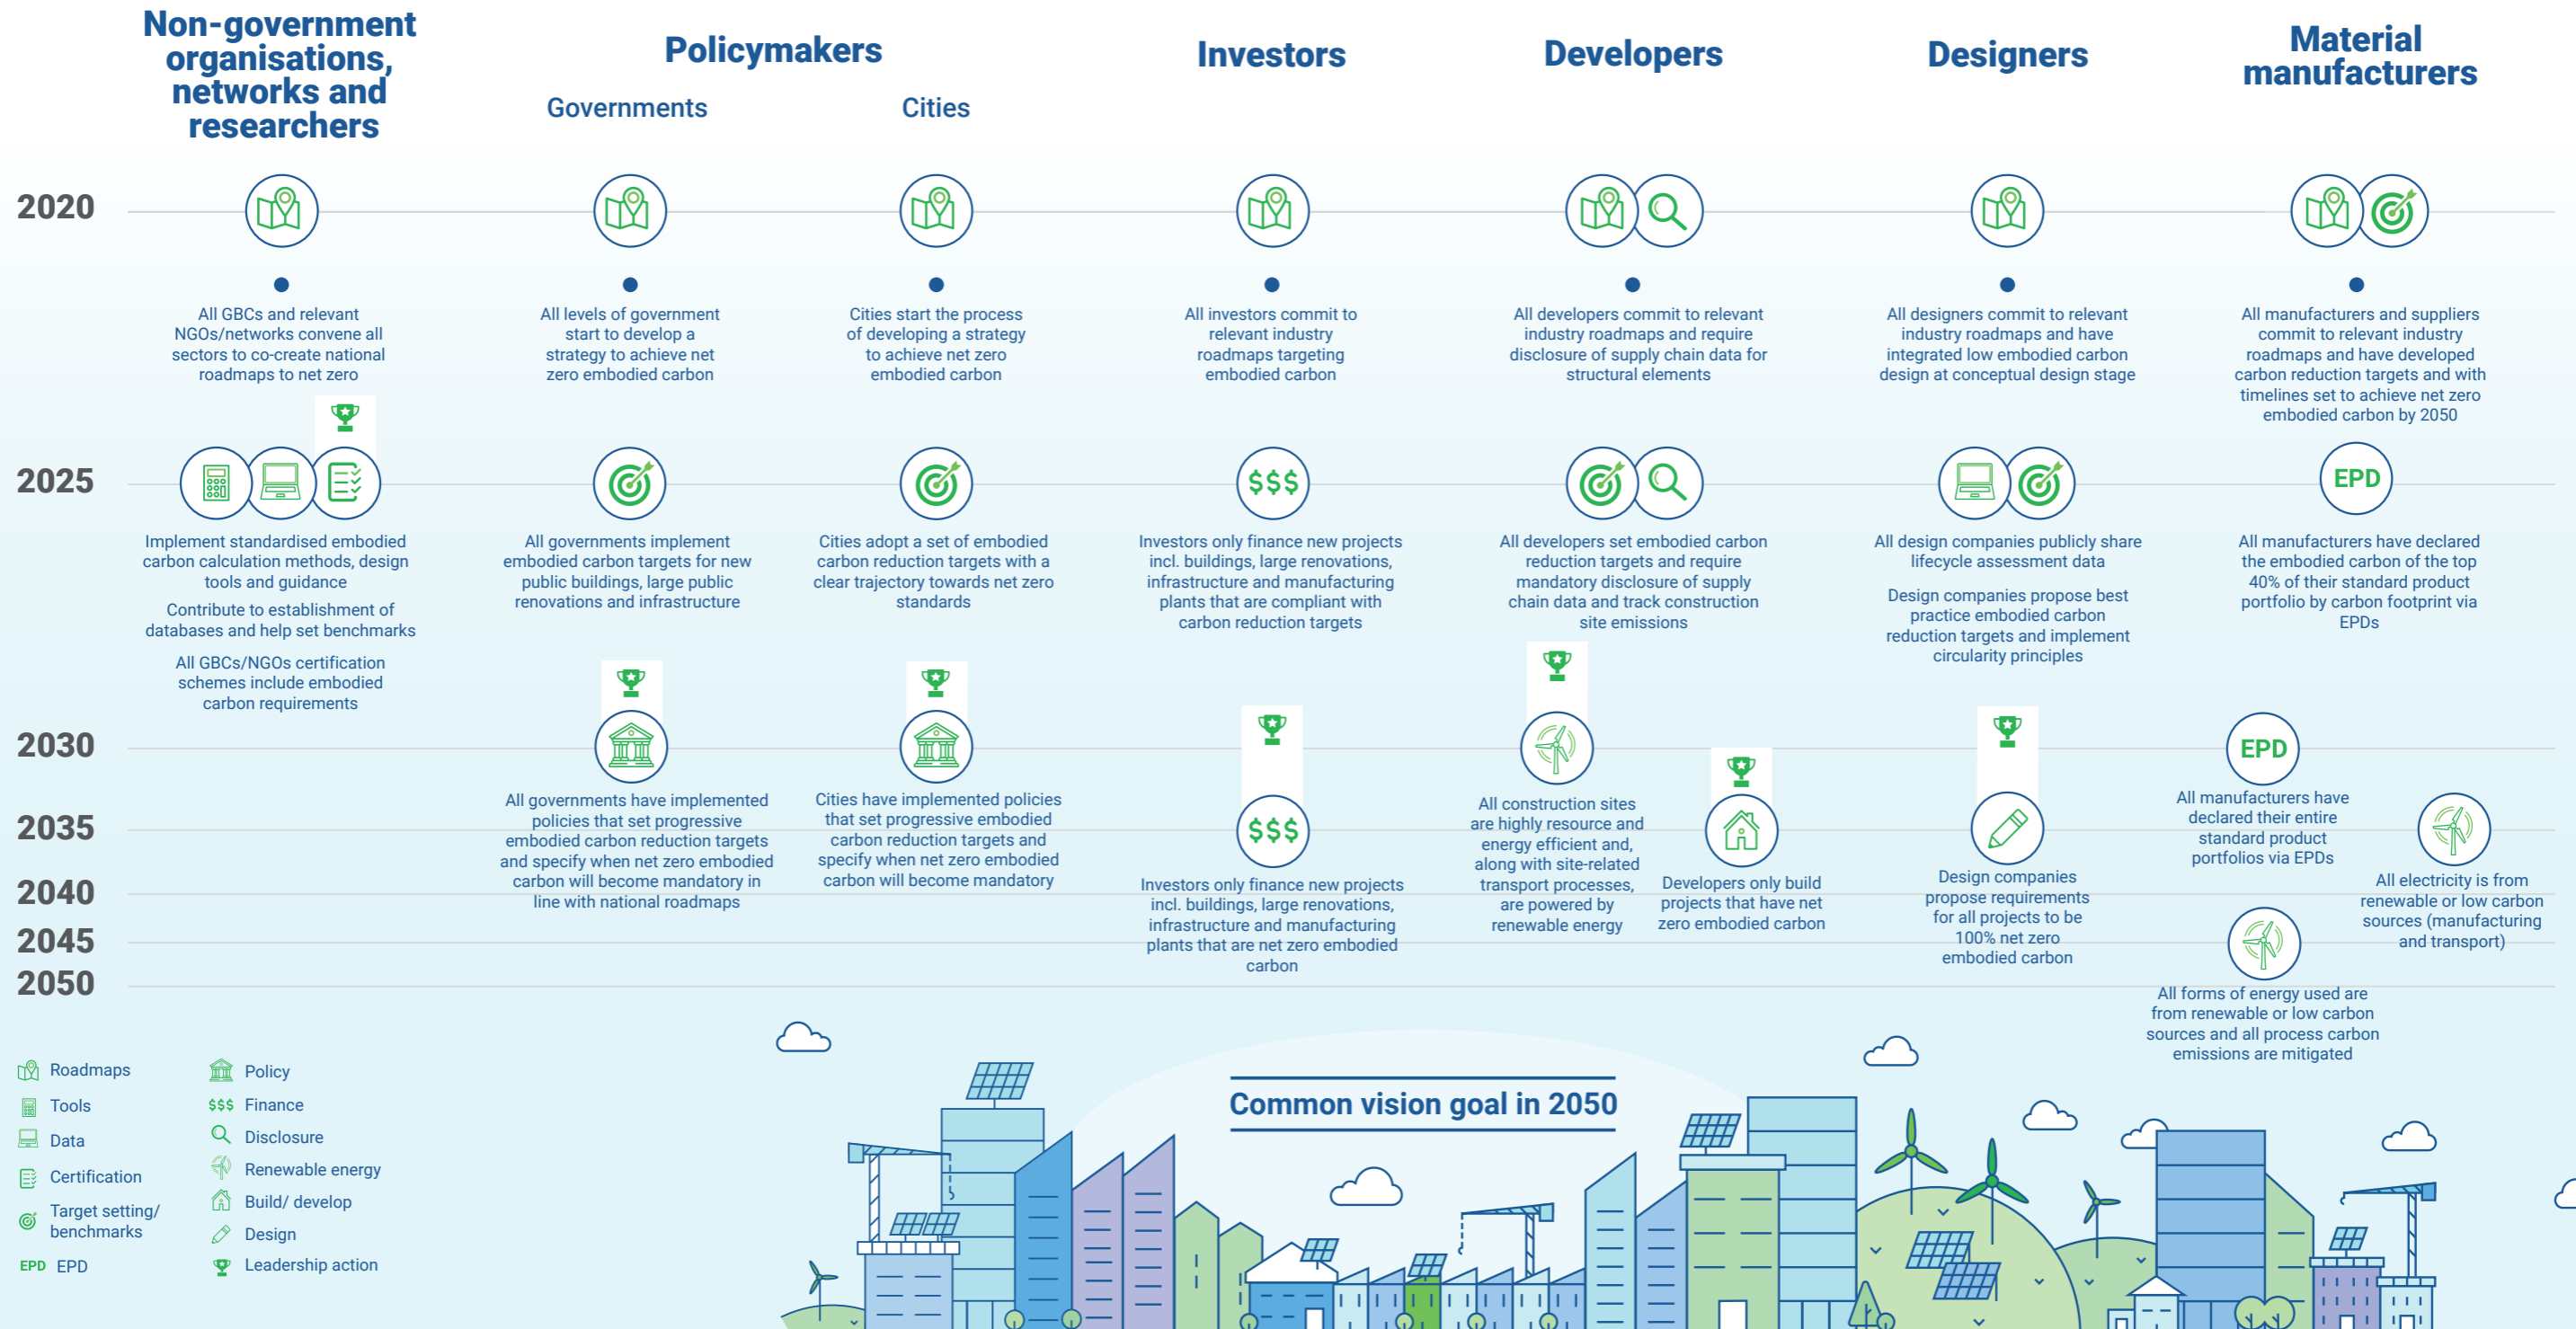 Non-government
organisations,
networks and
researchers
Policymakers
Governments
Cities
Investors
Developers
Designers
Material
manufacturers
2020
All GBCs and relevant
NGOs/networks convene all
sectors to co-create national
roadmaps to net zero
All levels of government
start to develop a
strategy to achieve net
zero embodied carbon
Cities start the process
of developing a strategy
to achieve net zero
embodied carbon
All investors commit to
relevant industry
roadmaps targeting
embodied carbon
All developers commit to relevant
industry roadmaps and require
disclosure of supply chain data for
structural elements
All designers commit to relevant
industry roadmaps and have
integrated low embodied carbon
design at conceptual design stage
All manufacturers and suppliers
commit to relevant industry
roadmaps and have developed
carbon reduction targets and with
timelines set to achieve net zero
embodied carbon by 2050
2025
$$$
EPD
Implement standardised embodied
carbon calculation methods, design
tools and guidance
Contribute to establishment of
databases and help set benchmarks
All GBCs/NGOs certification
schemes include embodied
carbon requirements
All governments implement
embodied carbon targets for new
public buildings, large public
renovations and infrastructure
Cities adopt a set of embodied
carbon reduction targets with a
clear trajectory towards net zero
standards
Investors only finance new projects
incl. buildings, large renovations,
infrastructure and manufacturing
plants that are compliant with
carbon reduction targets
All developers set embodied carbon
reduction targets and require
mandatory disclosure of supply
chain data and track construction
site emissions
All design companies publicly share
lifecycle assessment data
Design companies propose best
practice embodied carbon
reduction targets and implement
circularity principles
All manufacturers have declared
the embodied carbon of the top
40% of their standard product
portfolio by carbon footprint via
EPDs
2030
EPD
All governments have implemented
policies that set progressive
embodied carbon reduction targets
and specify when net zero embodied
carbon will become mandatory in
line with national roadmaps
Cities have implemented policies
that set progressive embodied
carbon reduction targets and
specify when net zero embodied
carbon will become mandatory
All construction sites
are highly resource and
energy efficient and,
along with site-related
transport processes,
are powered by
renewable energy
All manufacturers have
declared their entire
standard product
portfolios via EPDs
2035
$$$
Investors only finance new projects
incl. buildings, large renovations,
infrastructure and manufacturing
plants that are net zero embodied
carbon
Developers only build
projects that have net
zero embodied carbon
Design companies
propose requirements
for all projects to be
100% net zero
embodied carbon
All electricity is from
renewable or low carbon
sources (manufacturing
and transport)
2040
2045
2050
All forms of energy used are
from renewable or low carbon
sources and all process carbon
emissions are mitigated
Roadmaps
Tools
Data
Certification
Target setting/
benchmarks
EPD EPD
Policy
$$$ Finance
Disclosure
Renewable energy
Build/ develop
Design
Leadership action
Common vision goal in 2050